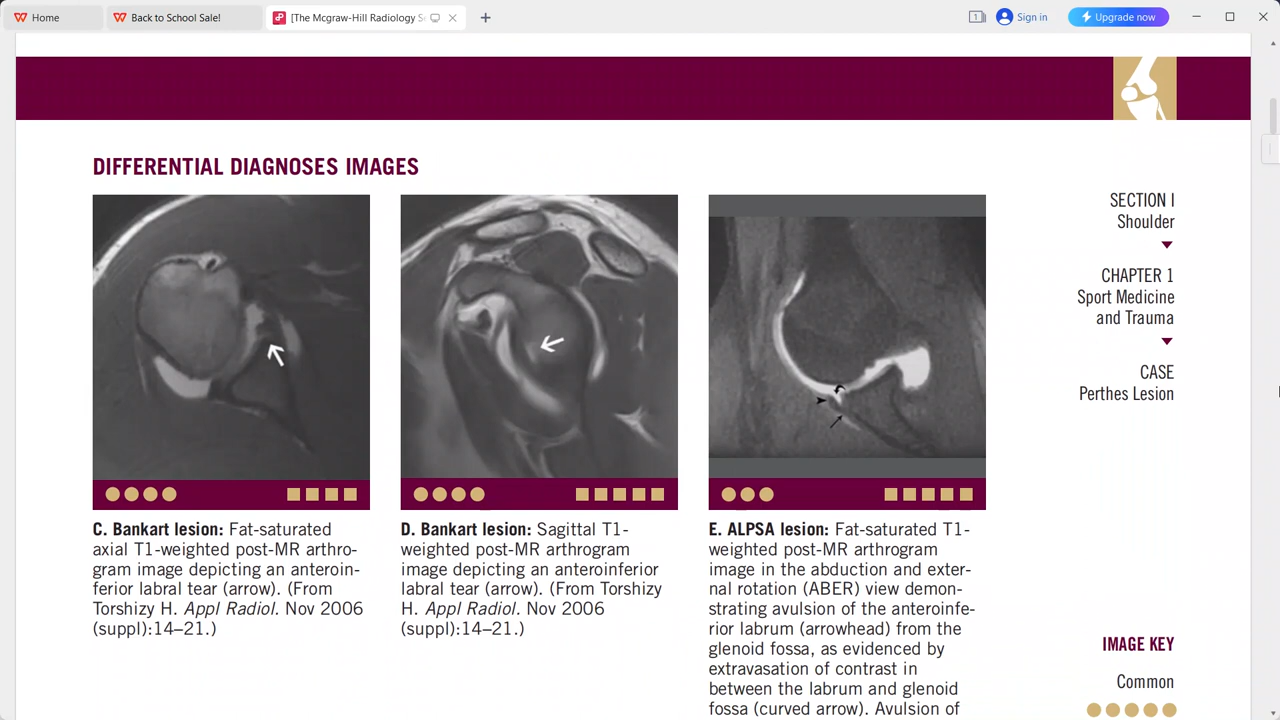 Home
Back to School Sale!
[The Mcgraw-Hill Radiology S
1
Sign in
Upgrade now
DIFFERENTIAL DIAGNOSES IMAGES
C. Bankart lesion: Fat-saturated
axial T1-weighted post-MR arthro-
gram image depicting an anteroin-
ferior labral tear (arrow). (From
Torshizy H. Appl Radiol. Nov 2006
(suppl):14–21.)
D. Bankart lesion: Sagittal T1-
weighted post-MR arthrogram
image depicting an anteroinferior
labral tear (arrow). (From Torshizy
H. Appl Radiol. Nov 2006
(suppl):14–21.)
E. ALPSA lesion: Fat-saturated T1-
weighted post-MR arthrogram
image in the abduction and exter-
nal rotation (ABER) view demon-
strating avulsion of the anteroinfe-
rior labrum (arrowhead) from the
glenoid fossa, as evidenced by
extravasation of contrast in
between the labrum and glenoid
fossa (curved arrow). Avulsion of
SECTION I
Shoulder
CHAPTER 1
Sport Medicine
and Trauma
CASE
Perthes Lesion
IMAGE KEY
Common